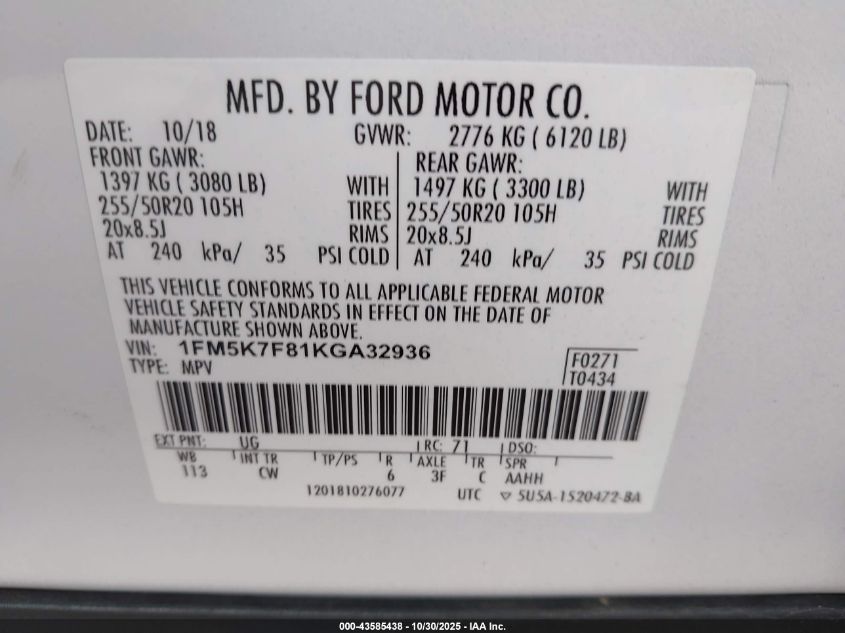 MFD. BY FORD MOTOR CO.
DATE: 10/18 GVWR: 2776 KG ( 6120 LB)
FRONT GAWR: REAR GAWR:
1397 KG ( 3080 LB) WITH 1497 KG ( 3300 LB) WITH
255/50R20 105H TIRES 255/50R20 105H TIRES
20x8.5J RIMS 20x8.5J RIMS
AT 240 kPa/ 35 PSI COLD AT 240 kPa/ 35 PSI COLD
THIS VEHICLE CONFORMS TO ALL APPLICABLE FEDERAL MOTOR
VEHICLE SAFETY STANDARDS IN EFFECT ON THE DATE OF
MANUFACTURE SHOWN ABOVE.
VIN: 1FM5K7F81KGA32936 F0271
TYPE: MPV T0434
EXT PNT: UG RC: 71 DSO:
WB INT TR TP/PS R AXLE TR SPR
113 CW 6 3F C AAHH
1201810276077 UTC ▽ 5U5A-1520472-BA
000-43585438 - 10/30/2025 - IAA Inc.